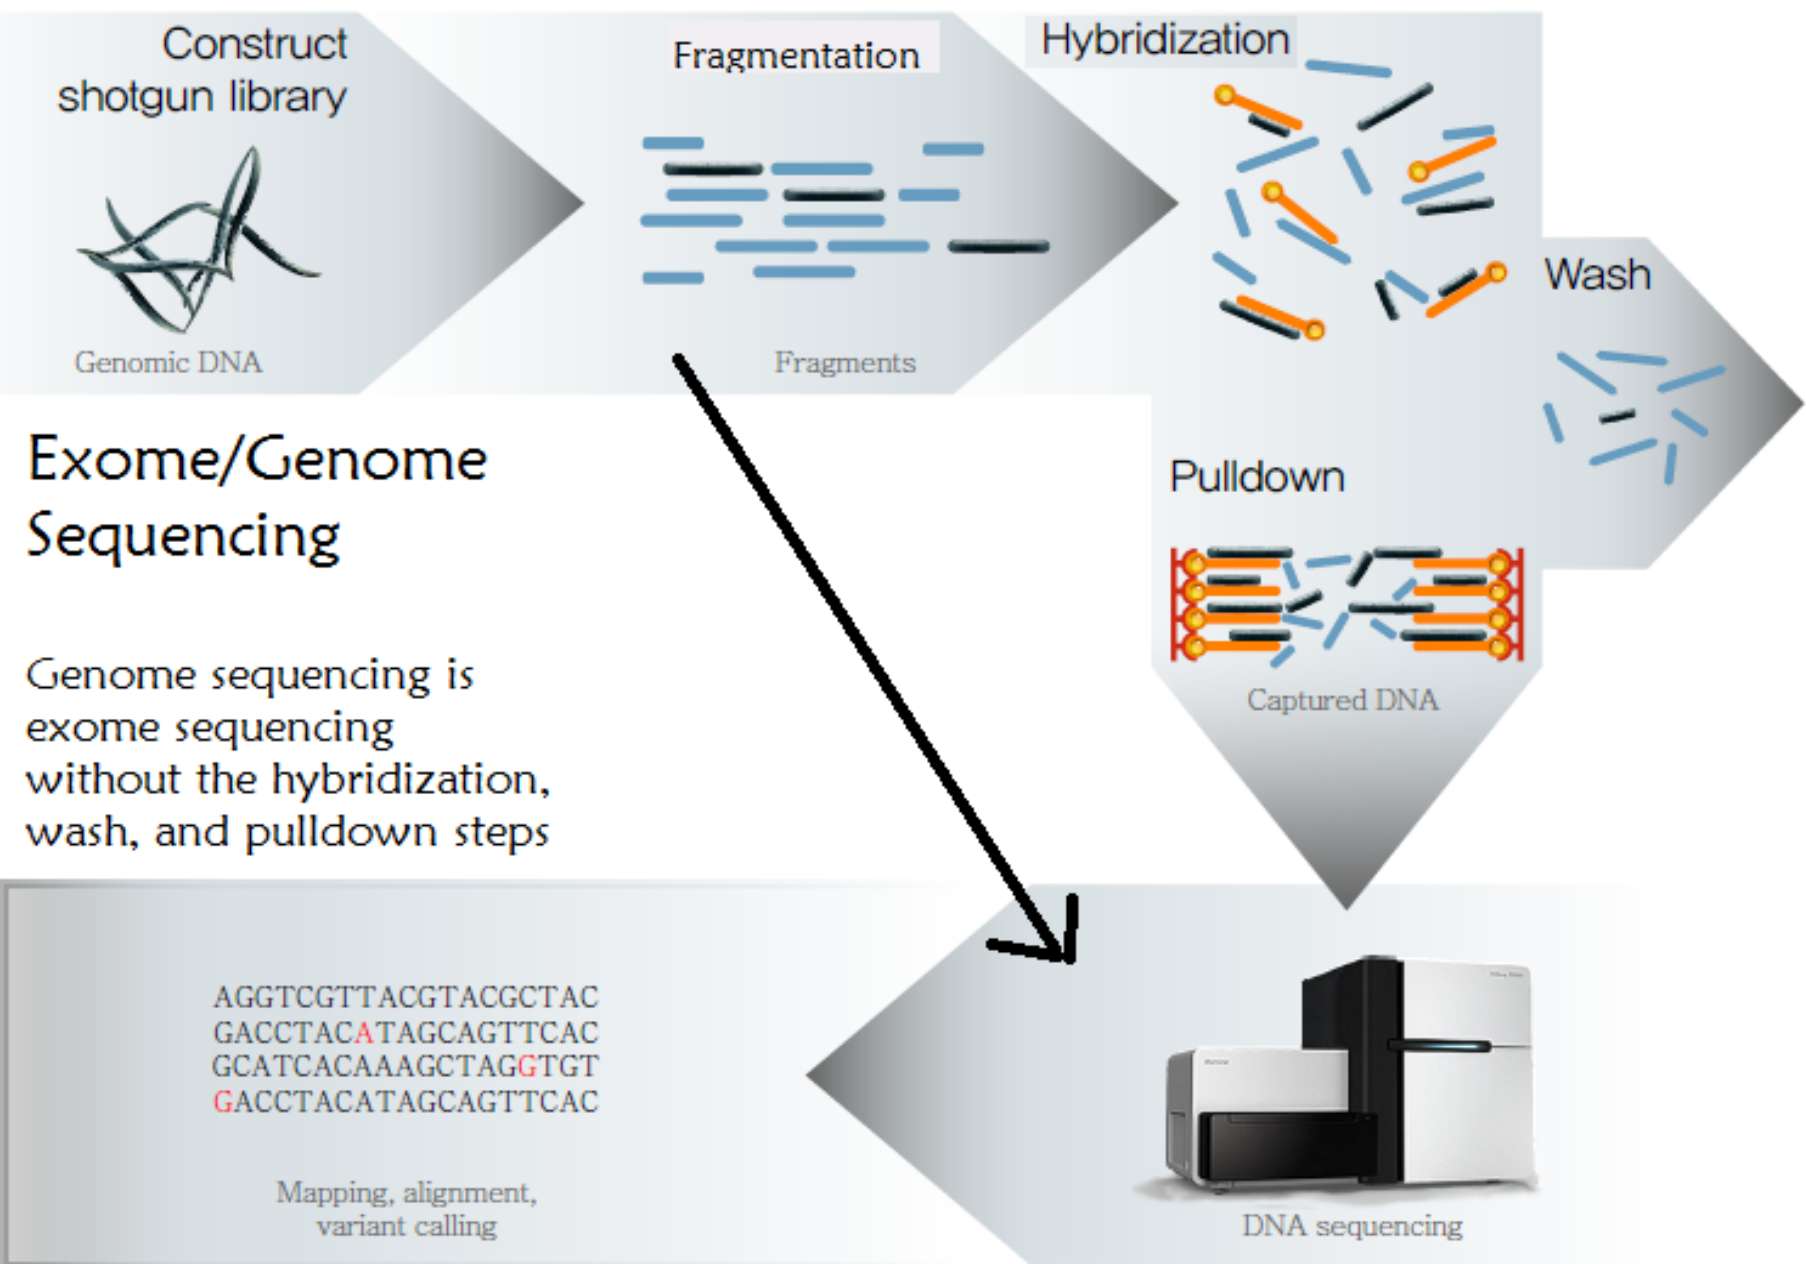 Construct
shotgun library
Genomic DNA
Fragmentation
Fragments
Hybridization
Wash
Pulldown
Captured DNA
Exome/Genome
Sequencing
Genome sequencing is
exome sequencing
without the hybridization,
wash, and pulldown steps
AGGTCGTTACGTACGCTAC
GACCTACATAGCAGTTCAC
GCATCACAAAGCTAGGTGT
GACCTACATAGCAGTTCAC
Mapping, alignment,
variant calling
DNA sequencing